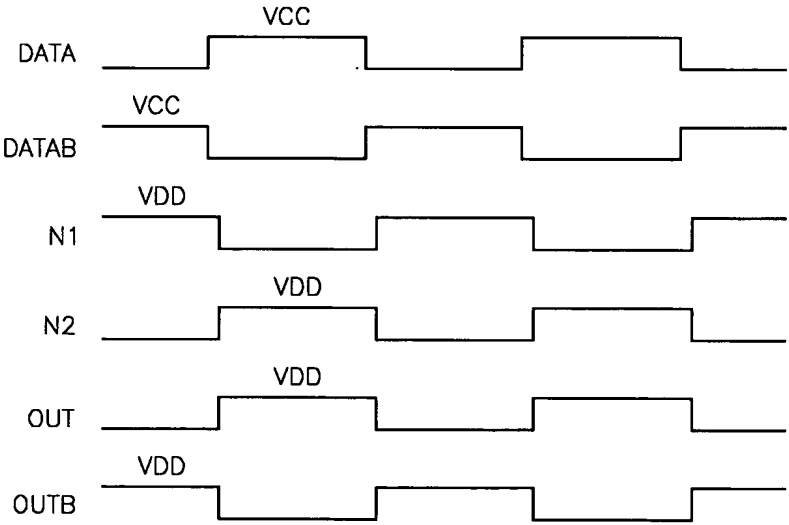 VCC
DATA
VCC
DATAB
VDD
N1
VDD
N2
VDD
OUT
VDD
OUTB